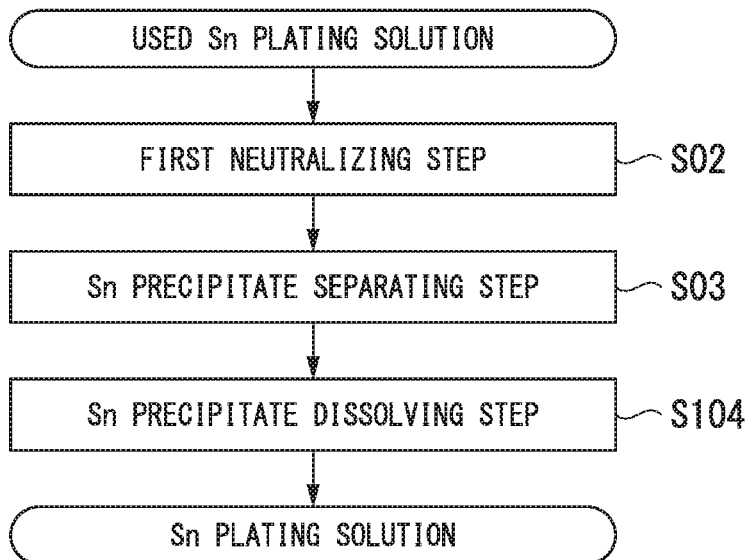 USED Sn PLATING SOLUTION
FIRST NEUTRALIZING STEP
S02
Sn PRECIPITATE SEPARATING STEP
S03
Sn PRECIPITATE DISSOLVING STEP
S104
Sn PLATING SOLUTION